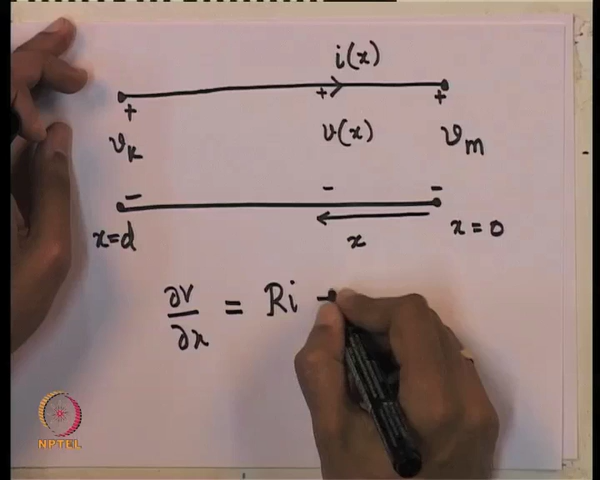 i(x)
+ +
+
v_k v(x) v_m
- - -
x=d x x=0
∂v/∂x = Ri
NPTEL